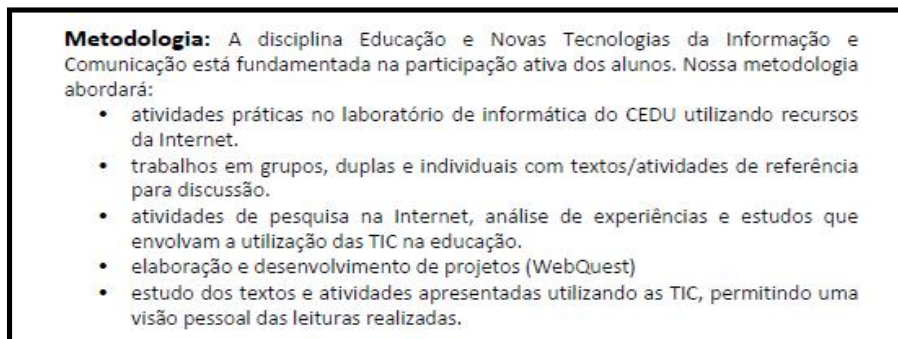 Metodologia: A disciplina Educação e Novas Tecnologias da Informação e
Comunicação está fundamentada na participação ativa dos alunos. Nossa metodologia
abordará:
• atividades práticas no laboratório de informática do CEDU utilizando recursos
da Internet.
• trabalhos em grupos, duplas e individuais com textos/atividades de referência
para discussão.
• atividades de pesquisa na Internet, análise de experiências e estudos que
envolvam a utilização das TIC na educação.
• elaboração e desenvolvimento de projetos (WebQuest)
• estudo dos textos e atividades apresentadas utilizando as TIC, permitindo uma
visão pessoal das leituras realizadas.